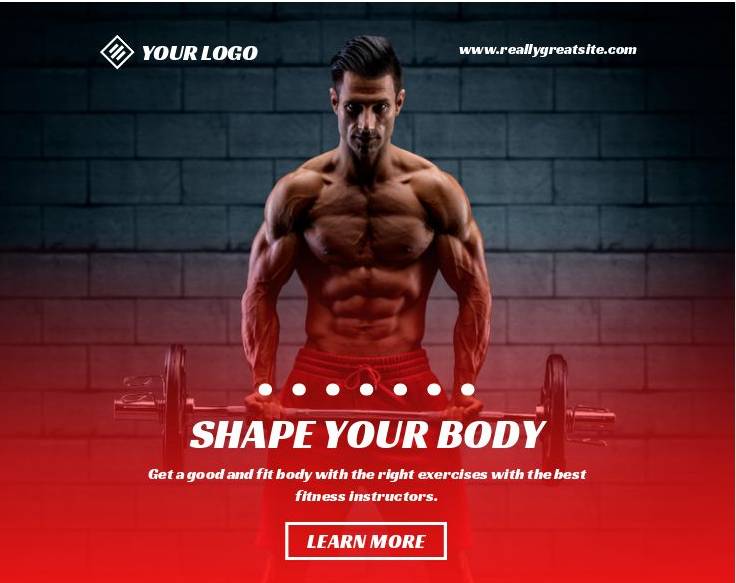 YOUR LOGO
www.reallygreatsite.com
SHAPE YOUR BODY
Get a good and fit body with the right exercises with the best
fitness instructors.
LEARN MORE